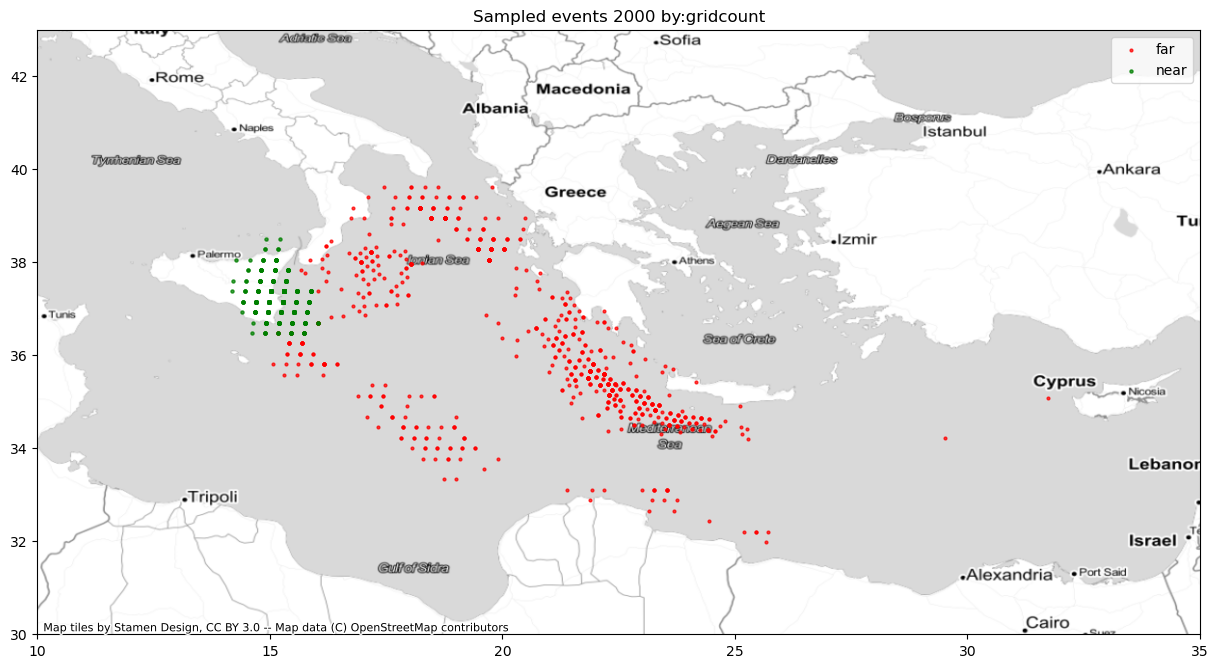 Sampled events 2000 by:gridcount
far
near
Adriatic Sea
Sofia
Rome
Macedonia
Albania
Bosporus
Istanbul
Naples
Tyrrhenian Sea
Dardanelles
Ankara
Greece
Aegean Sea
Izmir
Palermo
Ionian Sea
Athens
Tunis
Sea of Crete
Cyprus
Nicosia
Mediterranean
Sea
Lebanon
Tripoli
Israel
Gulf of Sidra
Alexandria
Port Said
Cairo
Map tiles by Stamen Design, CC BY 3.0 -- Map data (C) OpenStreetMap contributors
42
40
38
36
34
32
30
10
15
20
25
30
35